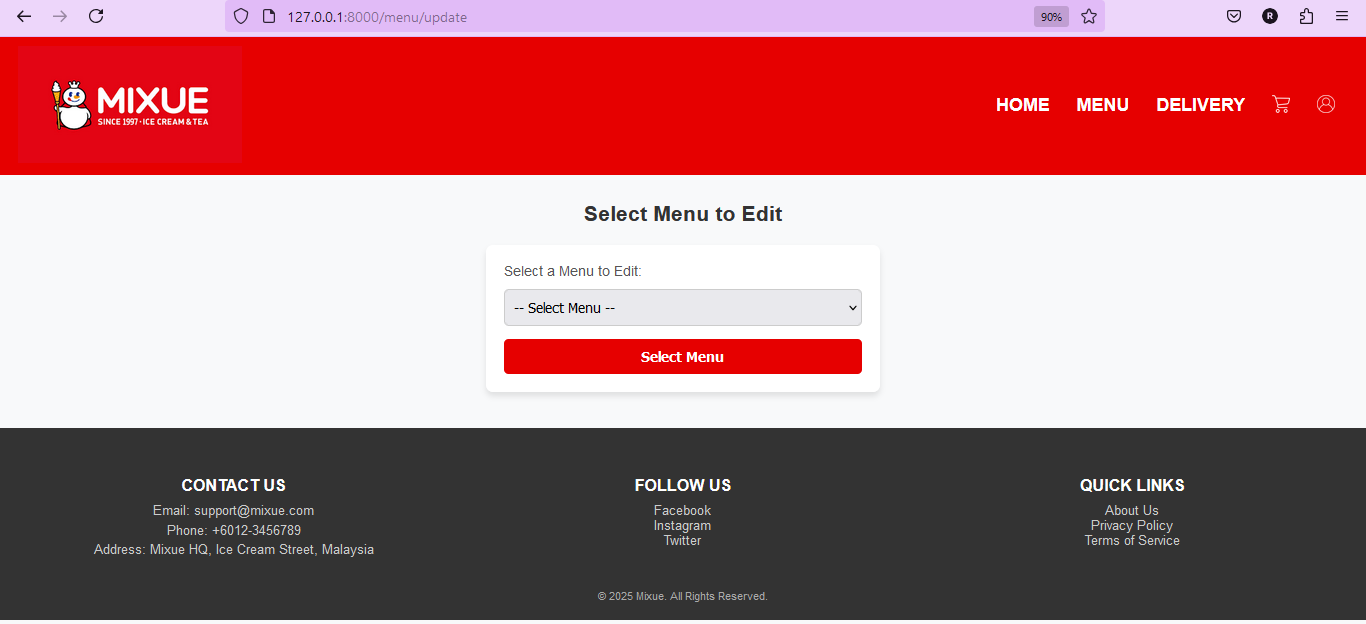 127.0.0.1:8000/menu/update
90%
R
MIXUE
SINCE 1997·ICE CREAM & TEA
HOME MENU DELIVERY
Select Menu to Edit
Select a Menu to Edit:
-- Select Menu --
Select Menu
CONTACT US
Email: support@mixue.com
Phone: +6012-3456789
Address: Mixue HQ, Ice Cream Street, Malaysia
FOLLOW US
Facebook
Instagram
Twitter
QUICK LINKS
About Us
Privacy Policy
Terms of Service
© 2025 Mixue. All Rights Reserved.